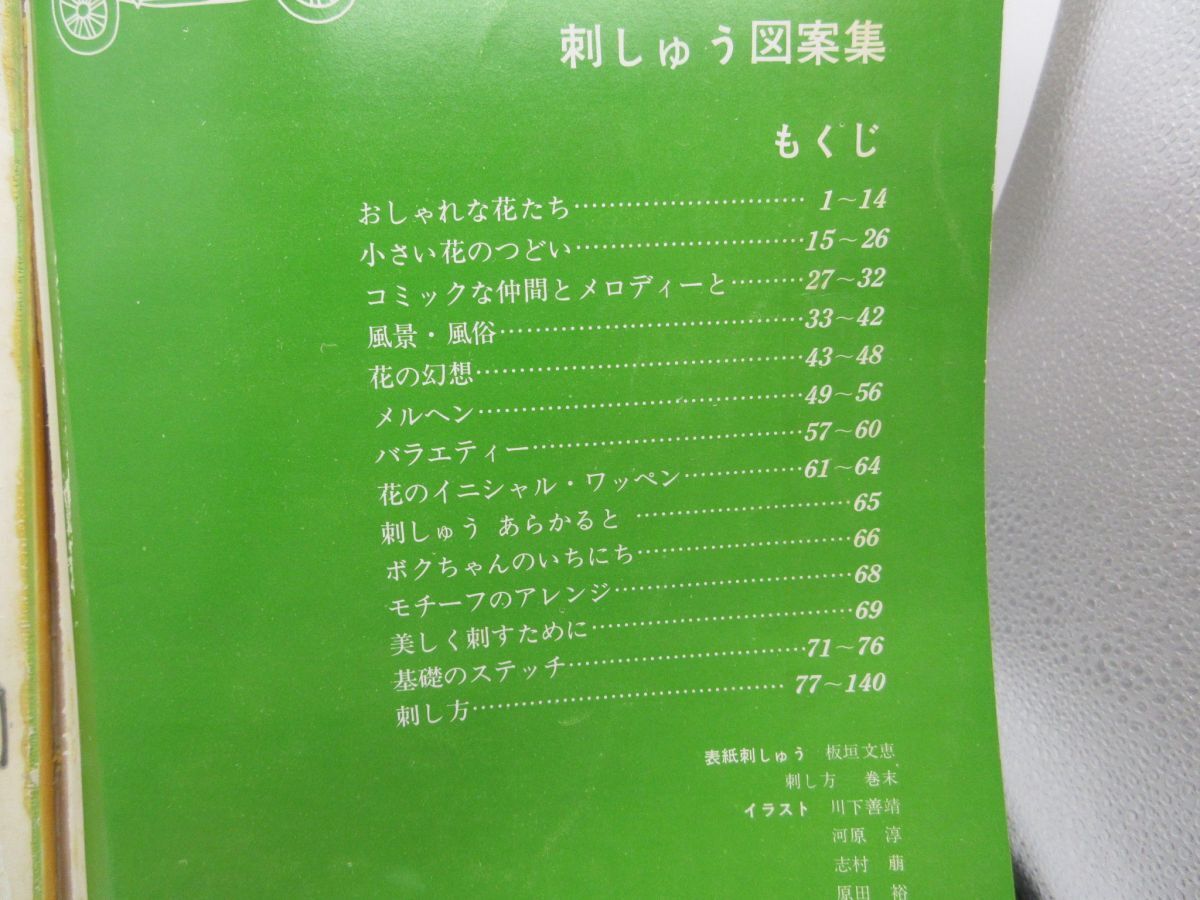 刺しゅう図案集
もくじ
おしゃれな花たち………………………… 1〜14
小さい花のつどい…………………………15〜26
コミックな仲間とメロディーと………27〜32
風景・風俗…………………………………33〜42
花の幻想……………………………………43〜48
メルヘン……………………………………49〜56
バラエティー………………………………57〜60
花のイニシャル・ワッペン……………61〜64
刺しゅう あらかると ………………………65
ボクちゃんのいちにち………………………66
モチーフのアレンジ…………………………68
美しく刺すために……………………………69
基礎のステッチ…………………………71〜76
刺し方…………………………………77〜140
表紙刺しゅう 板垣文恵
刺し方 巻末
イラスト 川下善靖
河原 淳
志村 萠
原田 裕